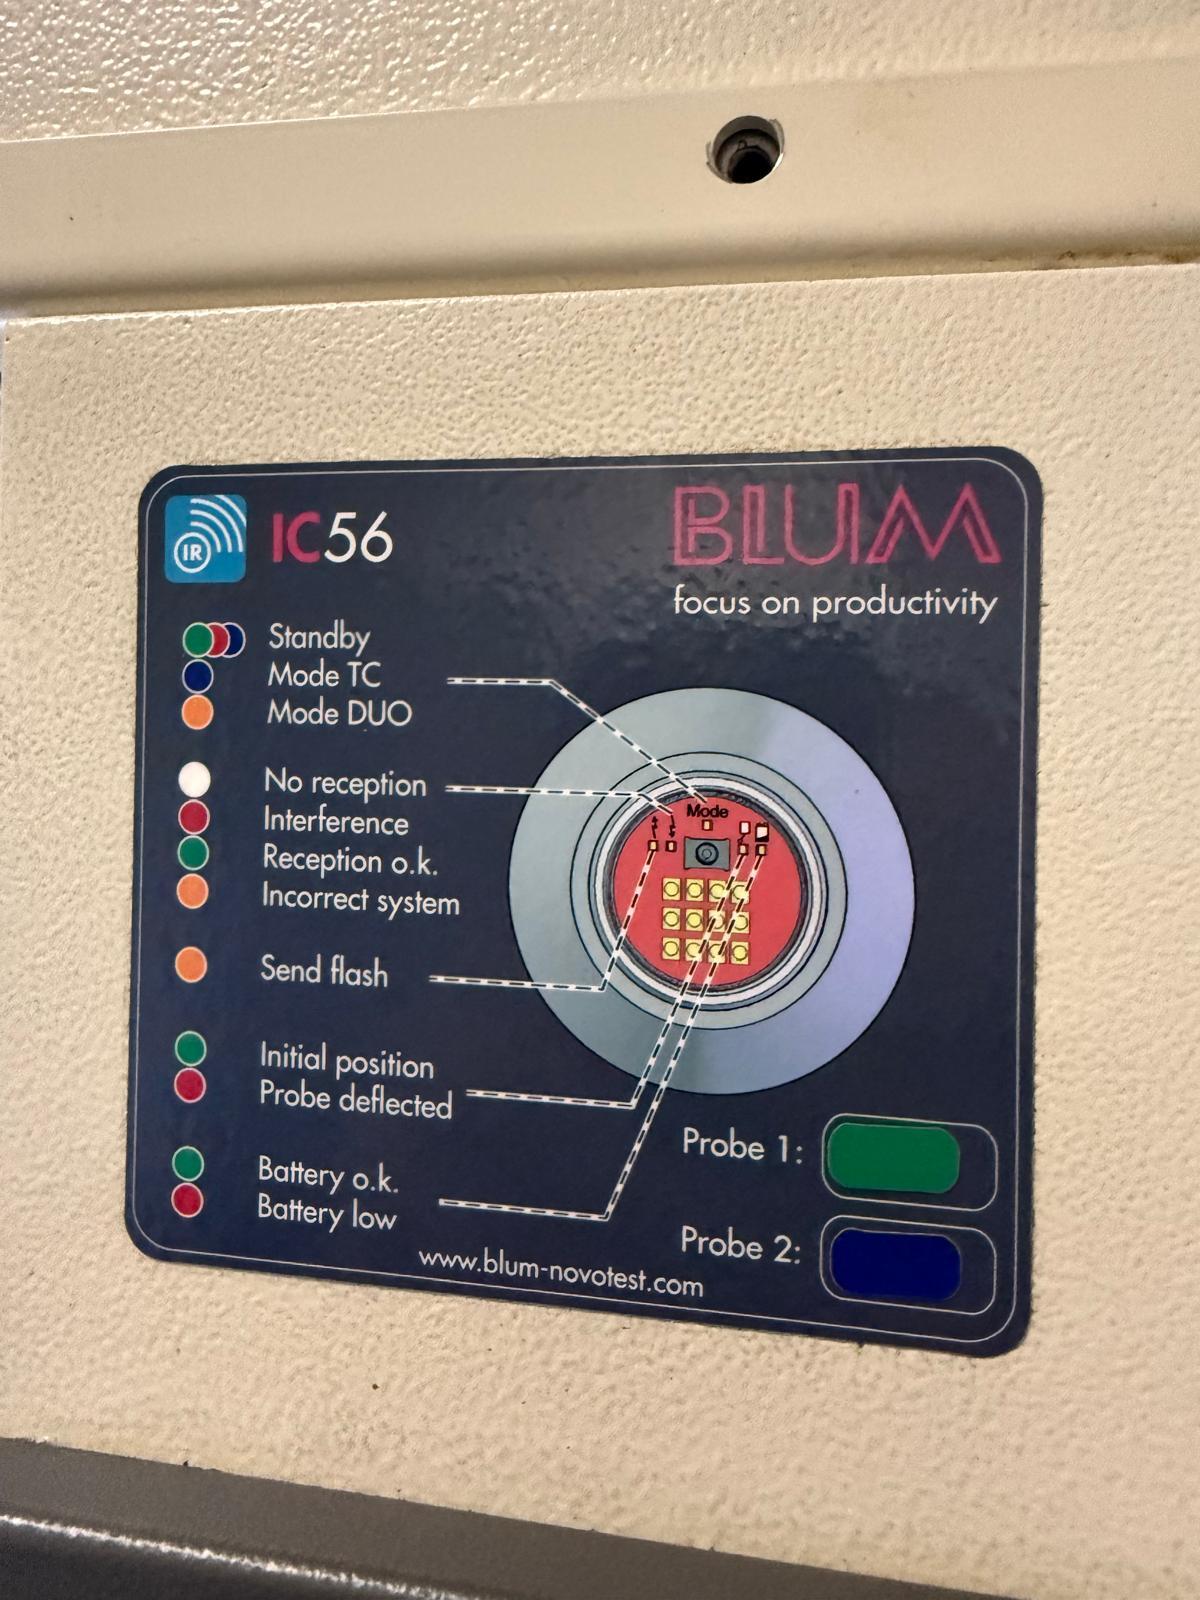 IR
IC56
BLUM
focus on productivity
Standby
Mode TC
Mode DUO
No reception
Interference
Reception o.k.
Incorrect system
Send flash
Initial position
Probe deflected
Battery o.k.
Battery low
Mode
Probe 1:
Probe 2:
www.blum-novotest.com